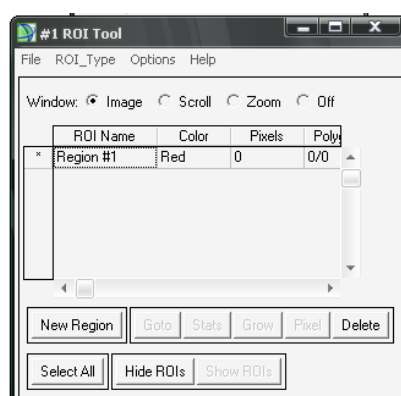 #1 ROI Tool
File ROI_Type Options Help
Window: Image Scroll Zoom Off
ROI Name Color Pixels Poly
* Region #1 Red 0 0/0
New Region Goto Stats Grow Pixel Delete
Select All Hide ROIs Show ROIs